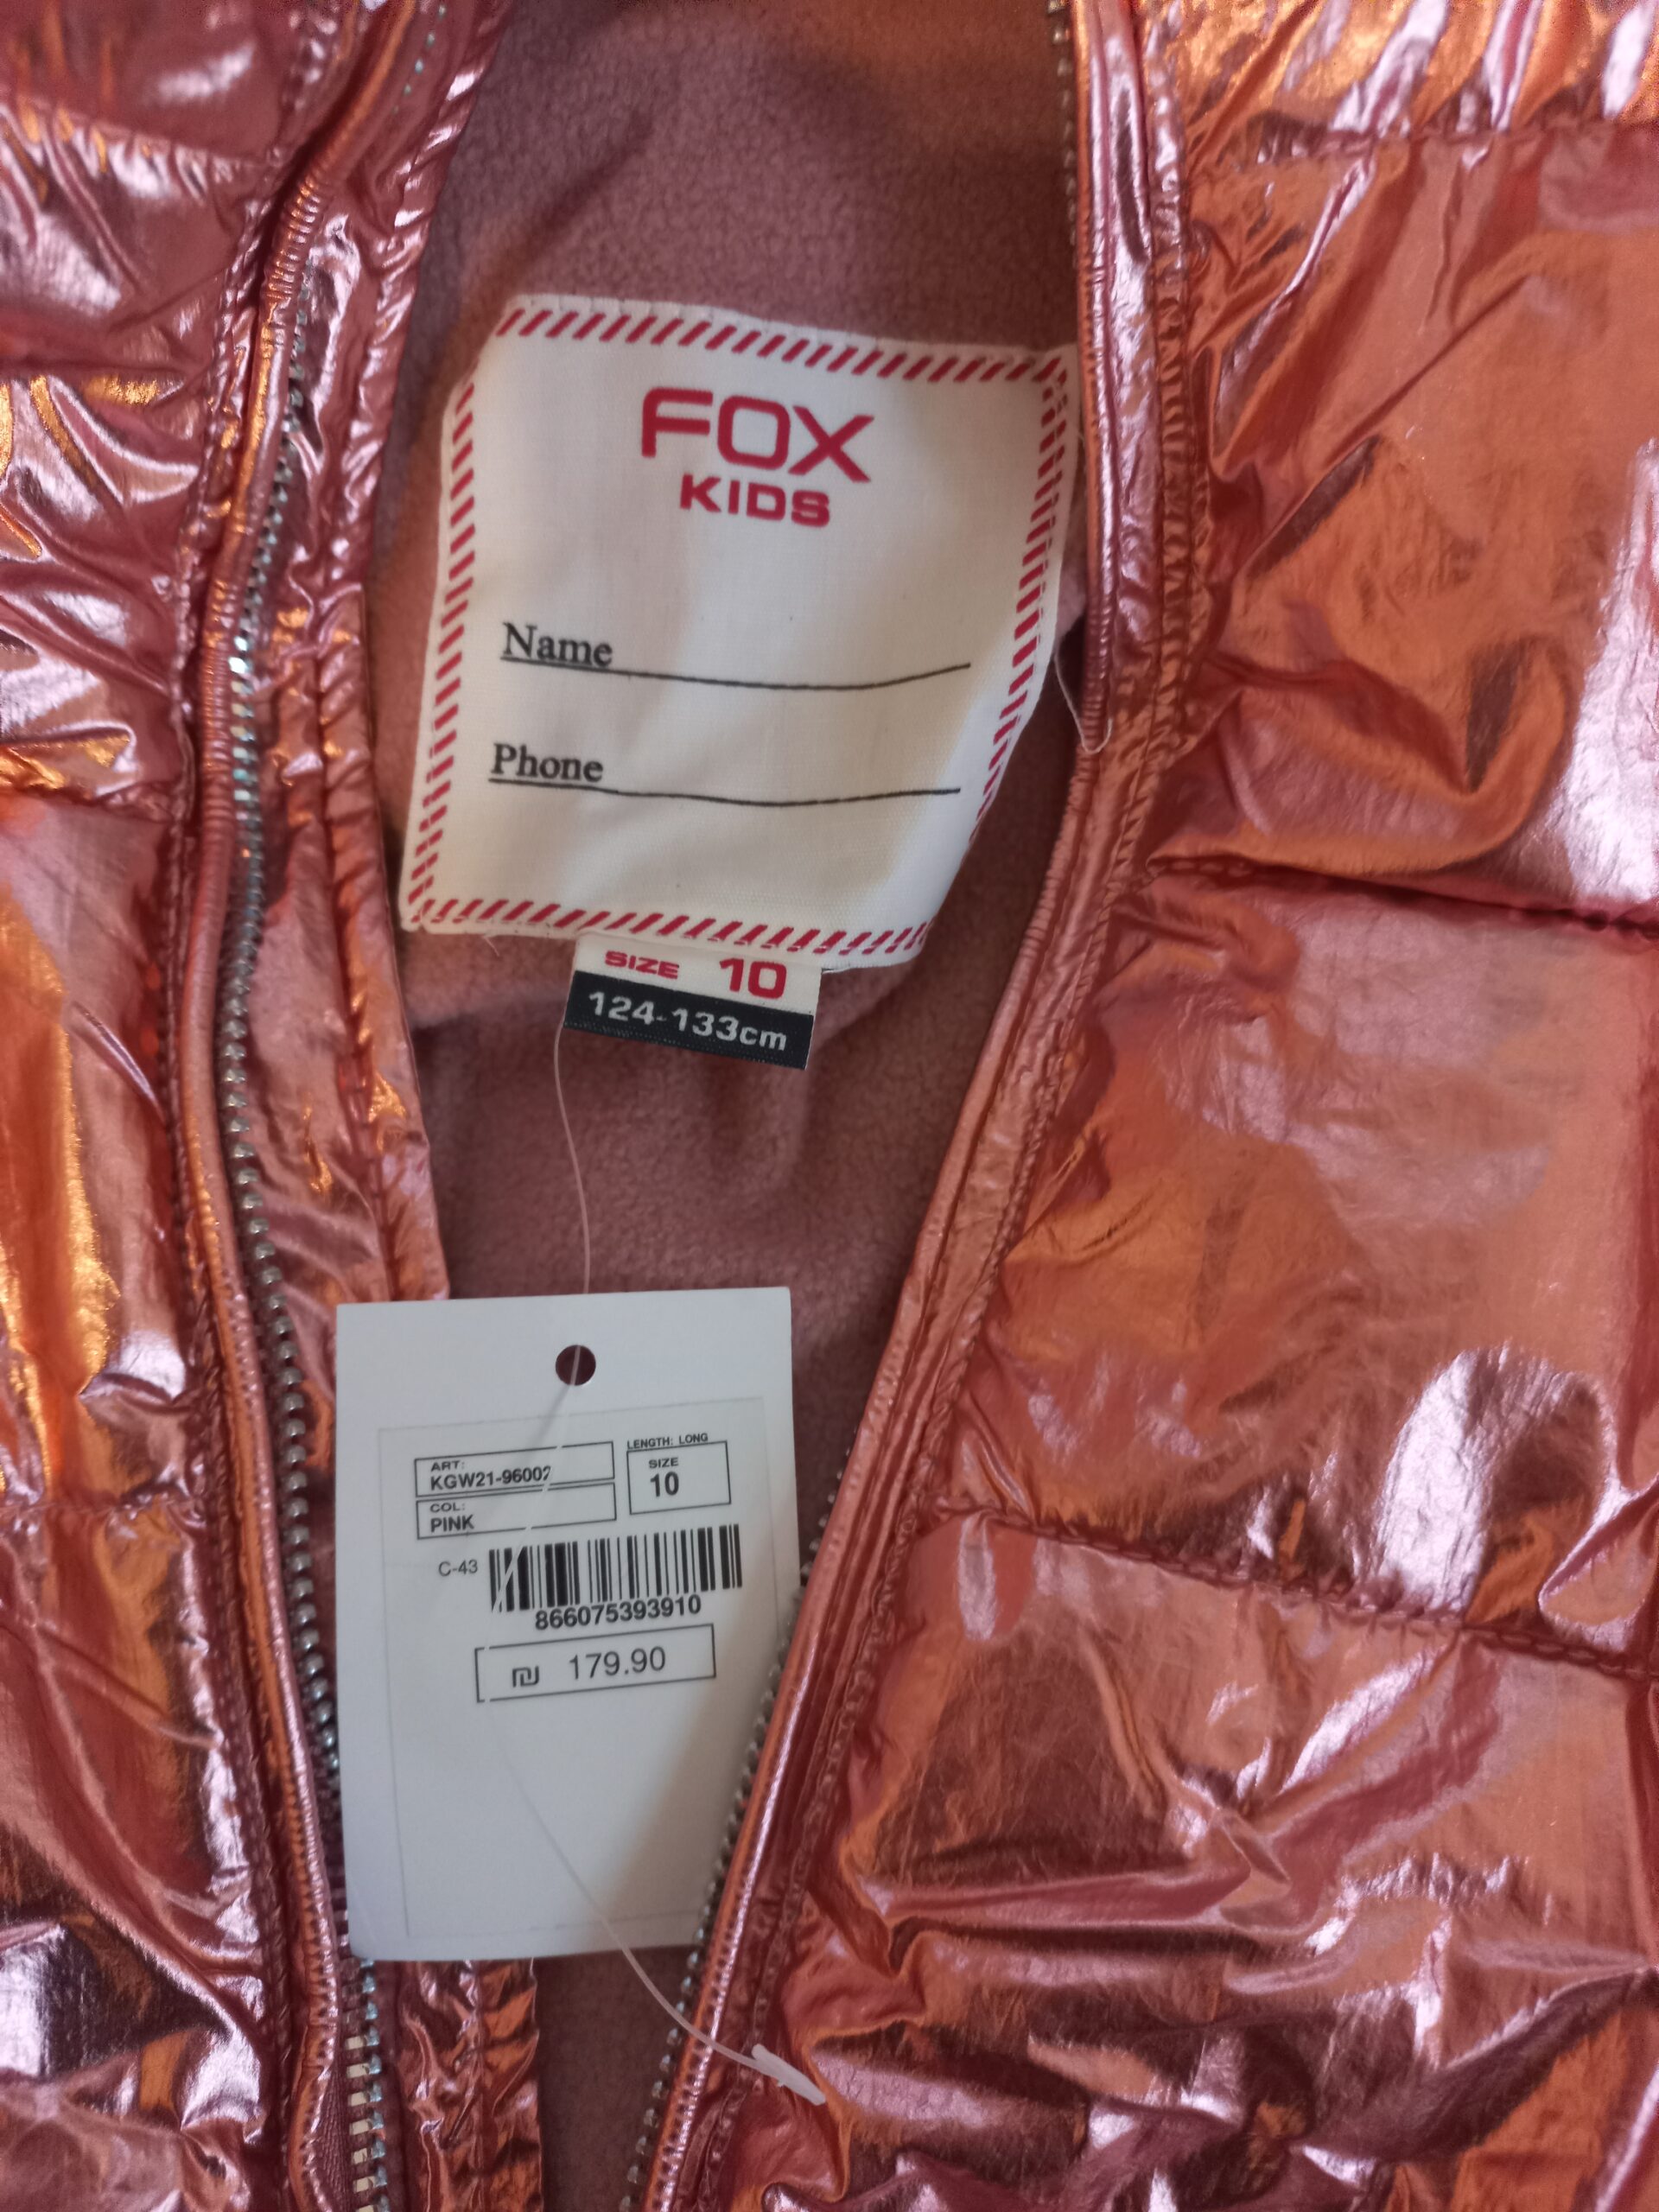 FOX
KIDS
Name
Phone
SIZE 10
124-133cm
LENGTH: LONG
ART:
KGW21-96002
SIZE
10
COL:
PINK
C-43
866075393910
₪ 179.90